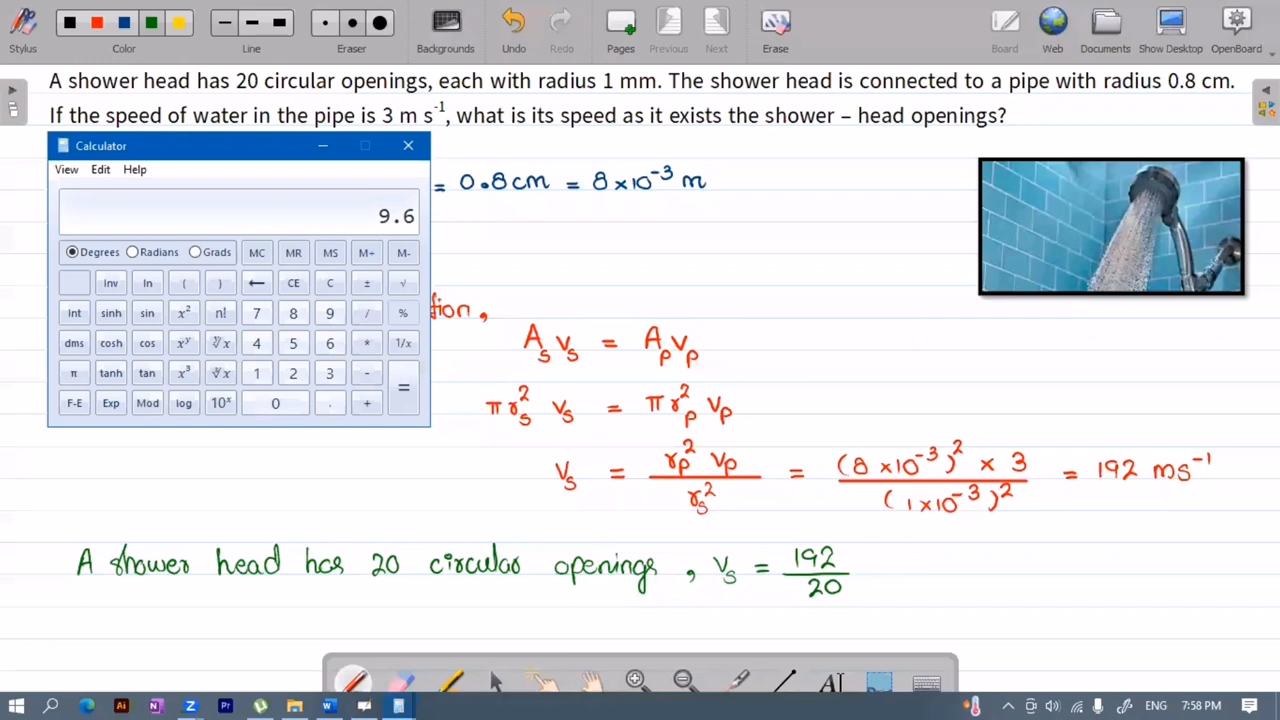 Stylus Color Line Eraser Backgrounds Undo Redo Pages Previous Next Erase Board Web Documents Show Desktop OpenBoard
A shower head has 20 circular openings, each with radius 1 mm. The shower head is connected to a pipe with radius 0.8 cm.
If the speed of water in the pipe is 3 m s⁻¹, what is its speed as it exists the shower – head openings?
Calculator
View Edit Help
= 0.8 cm = 8 ×10⁻³ m
9.6
Degrees Radians Grads MC MR MS M+ M-
Inv ln ( ) ← CE C ± √
Int sinh sin x² n! 7 8 9 / %
dms cosh cos xʸ ʸ√x 4 5 6 * 1/x
π tanh tan x³ ³√x 1 2 3 - =
F-E Exp Mod log 10ˣ 0 . +
tion,
Aₛ vₛ = Aₚ vₚ
π rₛ² vₛ = π rₚ² vₚ
vₛ = rₚ² vₚ / rₛ² = (8 ×10⁻³)² × 3 / (1 ×10⁻³)² = 192 ms⁻¹
A shower head has 20 circular openings, vₛ = 192 / 20
ENG 7:58 PM